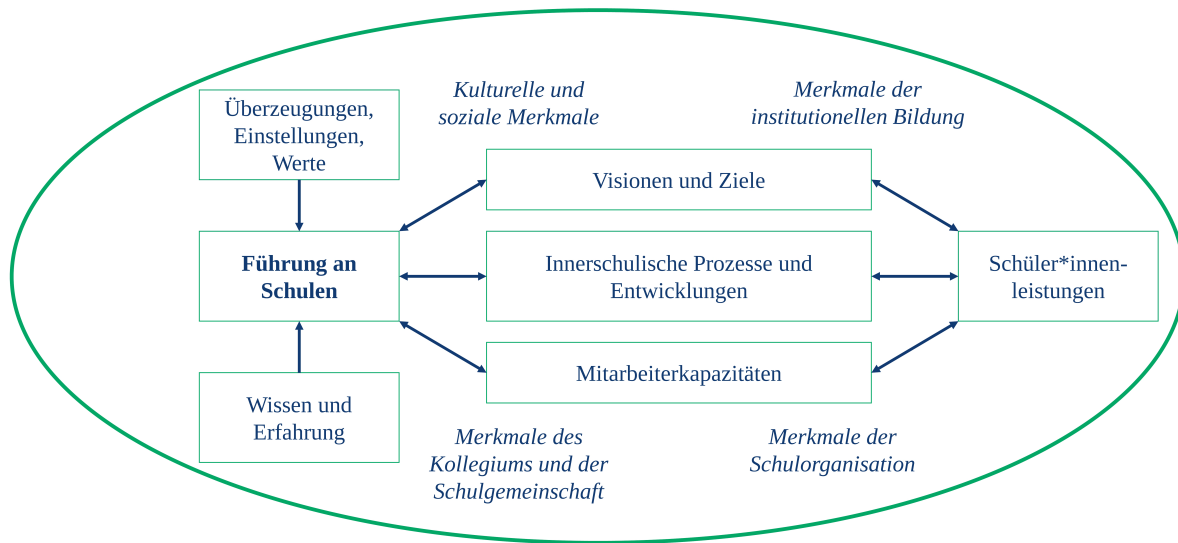 Überzeugungen,
Einstellungen,
Werte
Kulturelle und
soziale Merkmale
Merkmale der
institutionellen Bildung
Visionen und Ziele
Führung an
Schulen
Innerschulische Prozesse und
Entwicklungen
Schüler*innen-
leistungen
Mitarbeiterkapazitäten
Wissen und
Erfahrung
Merkmale des
Kollegiums und der
Schulgemeinschaft
Merkmale der
Schulorganisation